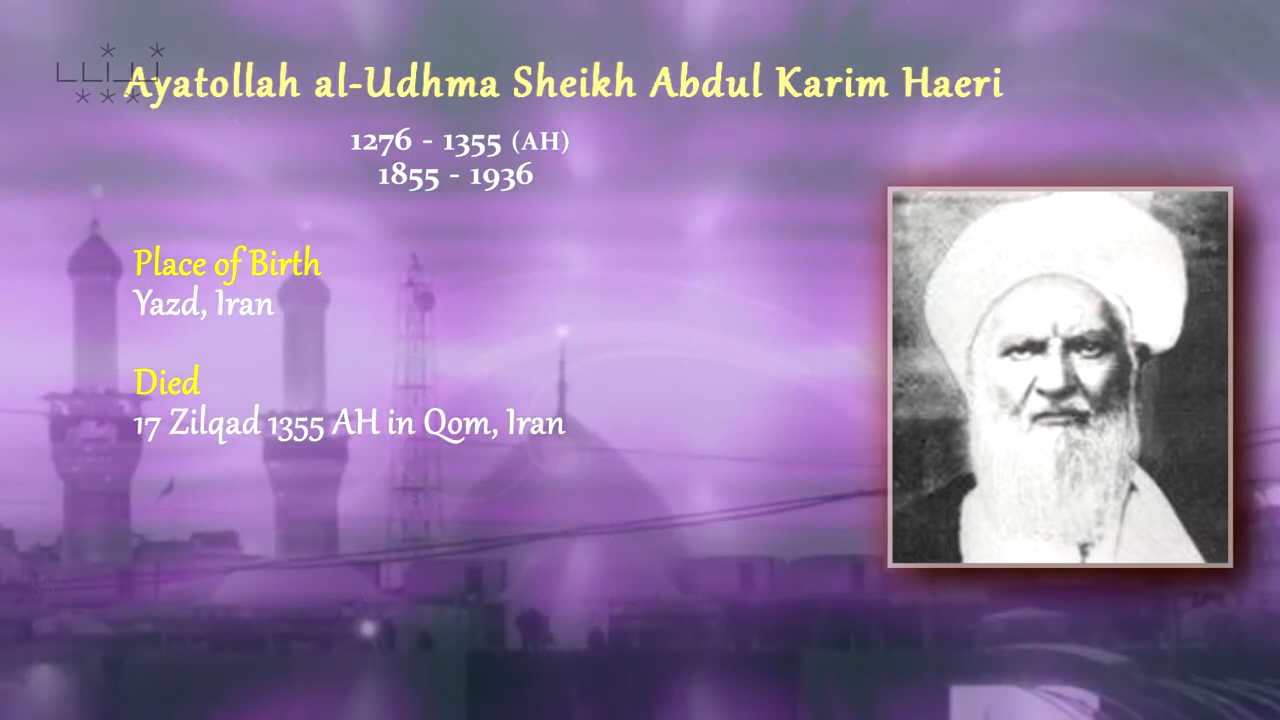 Ayatollah al-Udhma Sheikh Abdul Karim Haeri
1276 - 1355 (AH)
1855 - 1936
Place of Birth
Yazd, Iran
Died
17 Zilqad 1355 AH in Qom, Iran